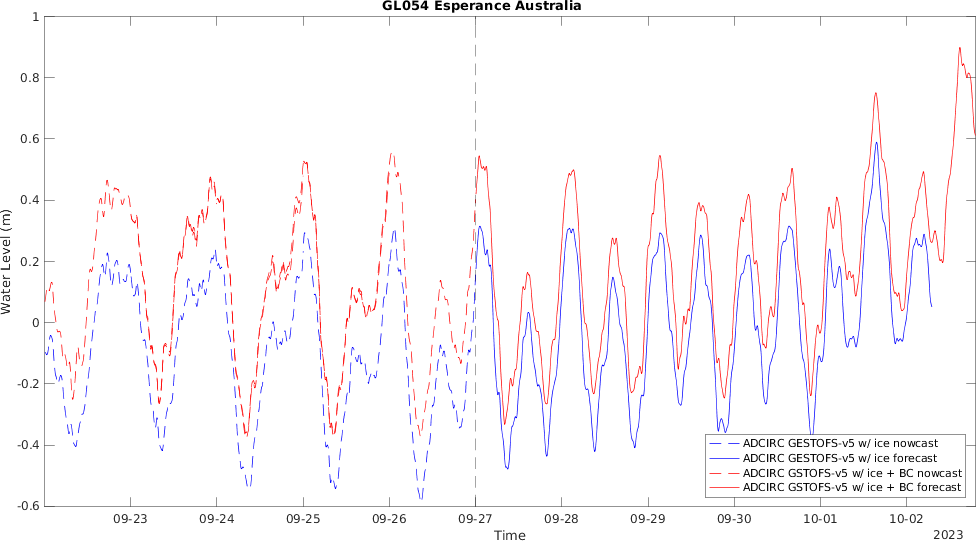 GL054 Esperance Australia
1
0.8
0.6
0.4
0.2
0
-0.2
-0.4
-0.6
Water Level (m)
ADCIRC GESTOFS-v5 w/ ice nowcast
ADCIRC GESTOFS-v5 w/ ice forecast
ADCIRC GSTOFS-v5 w/ ice + BC nowcast
ADCIRC GSTOFS-v5 w/ ice + BC forecast
09-23 09-24 09-25 09-26 09-27 09-28 09-29 09-30 10-01 10-02
Time
2023